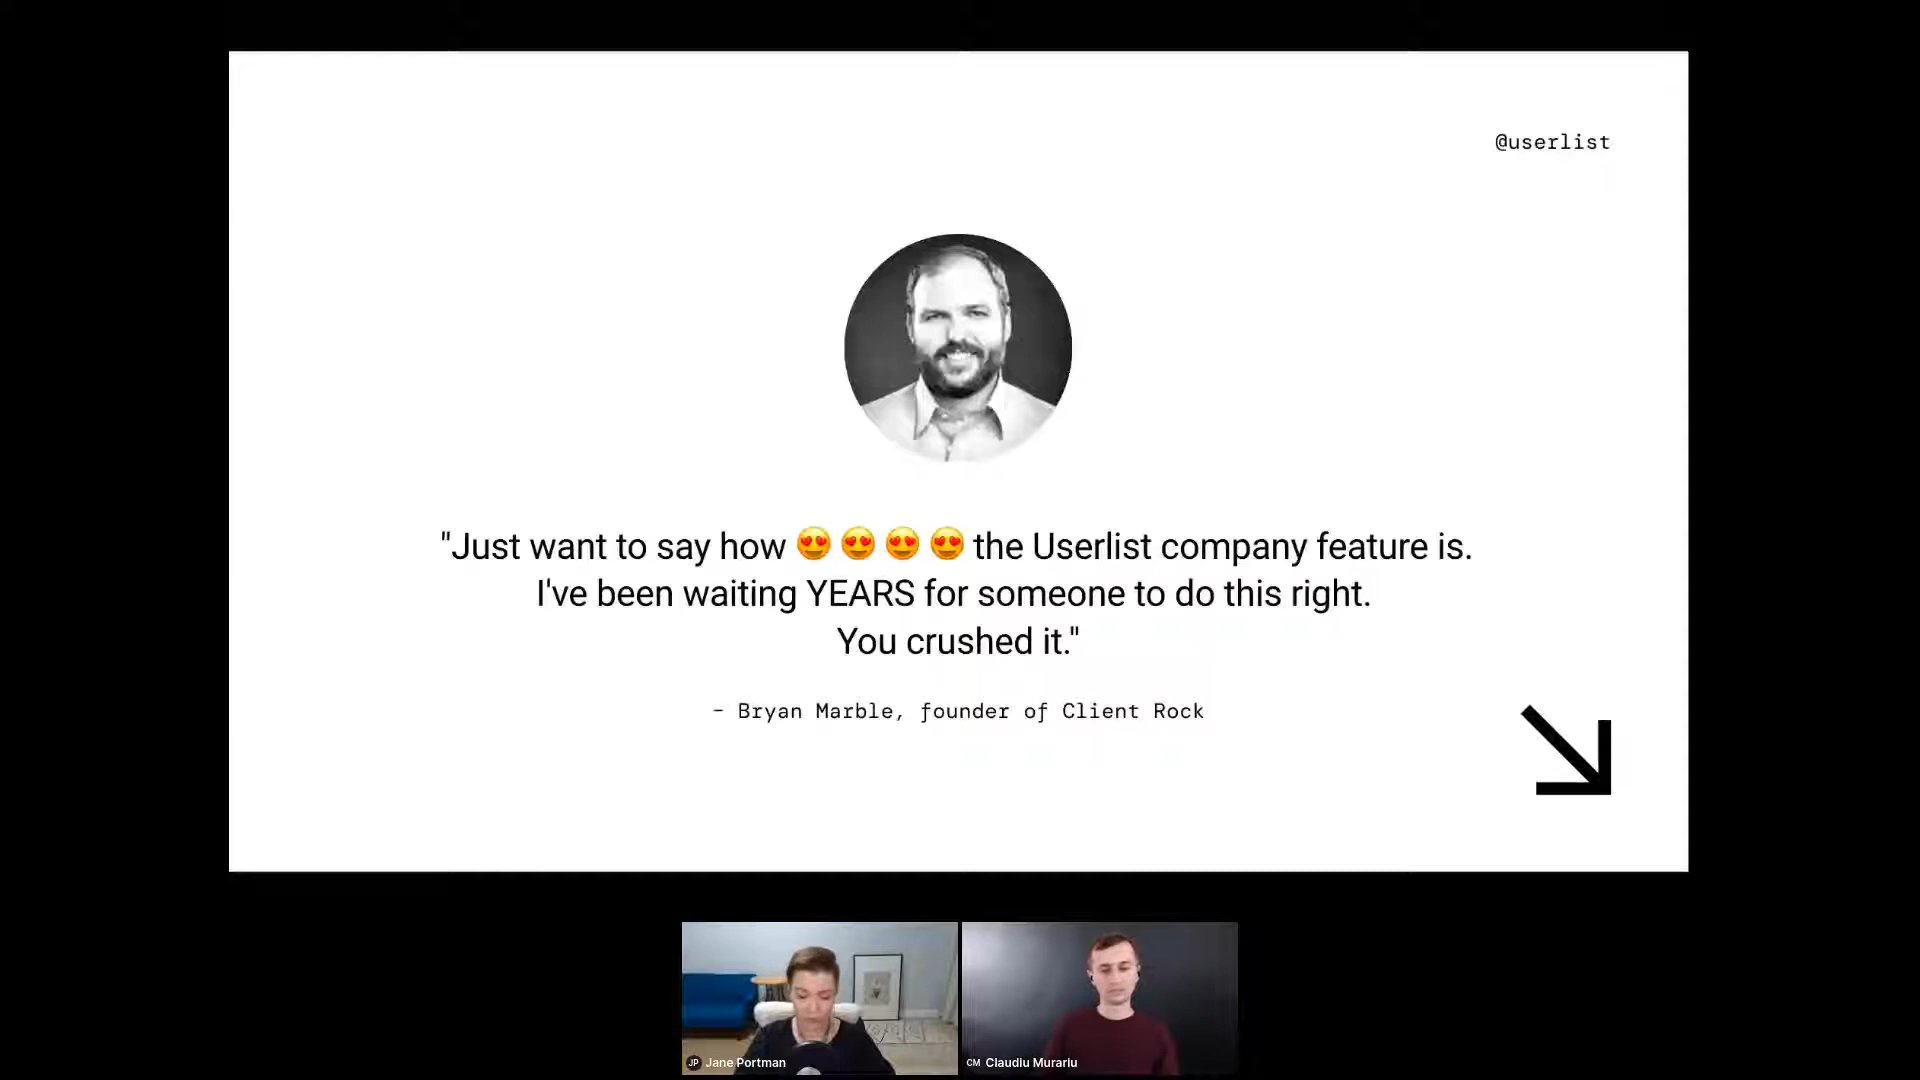 @userlist
"Just want to say how 😍 😍 😍 😍 the Userlist company feature is.
I've been waiting YEARS for someone to do this right.
You crushed it."
– Bryan Marble, founder of Client Rock
JP Jane Portman
CM Claudiu Murariu